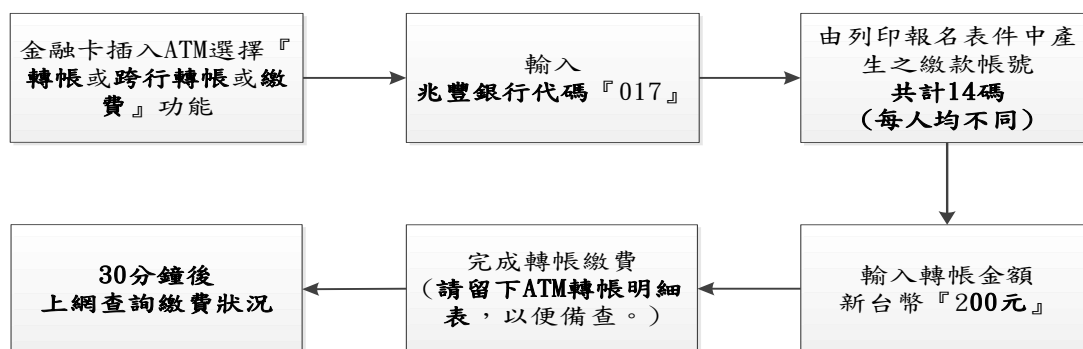 金融卡插入ATM選擇『
轉帳或跨行轉帳或繳
費』功能
輸入
兆豐銀行代碼『017』
由列印報名表件中產
生之繳款帳號
共計14碼
(每人均不同)
輸入轉帳金額
新台幣『200元』
完成轉帳繳費
(請留下ATM轉帳明細
表，以便備查。)
30分鐘後
上網查詢繳費狀況